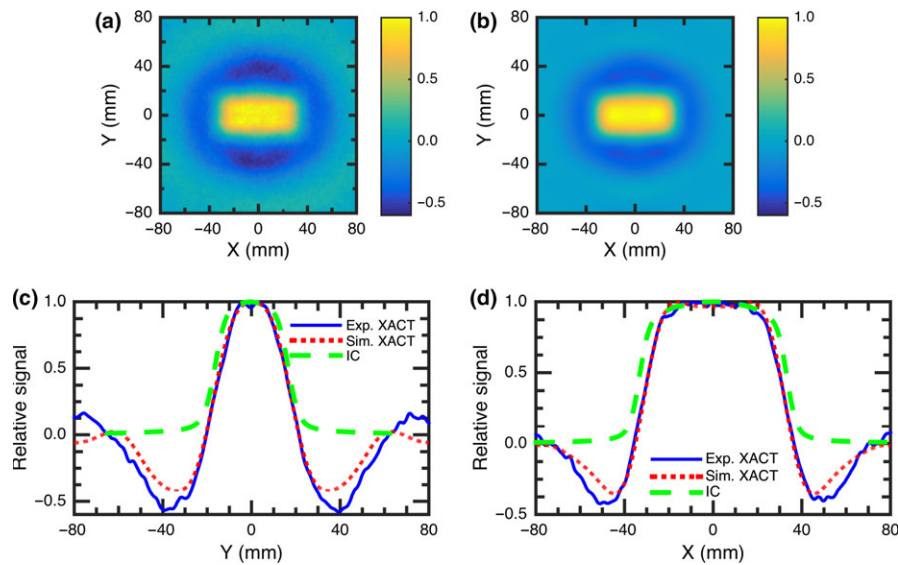 (a)
80
40
0
−40
80
Y (mm)
−80 −40 0 40 80
X (mm)
1.0
0.5
0.0
−0.5
(b)
80
40
0
−40
80
Y (mm)
−80 −40 0 40 80
X (mm)
1.0
0.5
0.0
−0.5
(c)
1.0
0.5
0.0
−0.5
Relative signal
Exp. XACT
Sim. XACT
IC
−80 −40 0 40 80
Y (mm)
(d)
1.0
0.5
0.0
−0.5
Relative signal
Exp. XACT
Sim. XACT
IC
−80 −40 0 40 80
X (mm)